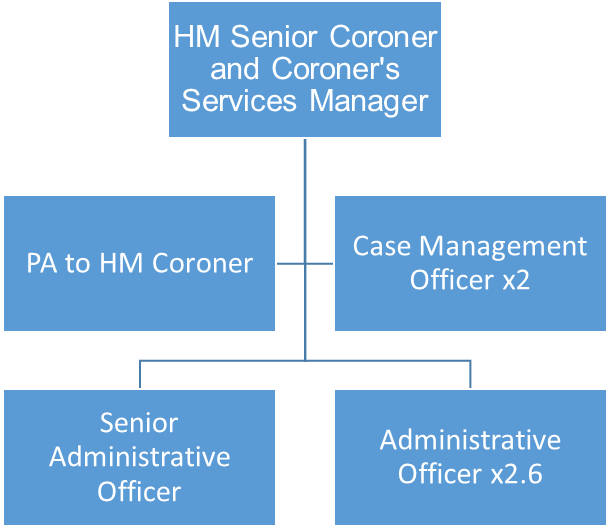 HM Senior Coroner
and Coroner's
Services Manager
PA to HM Coroner
Case Management
Officer x2
Senior
Administrative
Officer
Administrative
Officer x2.6